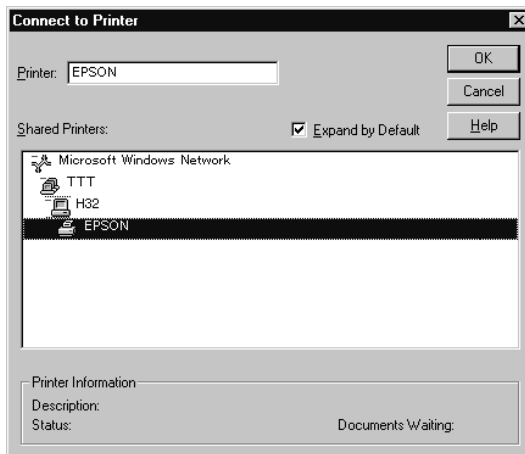 Connect to Printer
Printer: EPSON
OK
Cancel
Help
Shared Printers:
Expand by Default
Microsoft Windows Network
TTT
H32
EPSON
Printer Information
Description:
Status:
Documents Waiting: